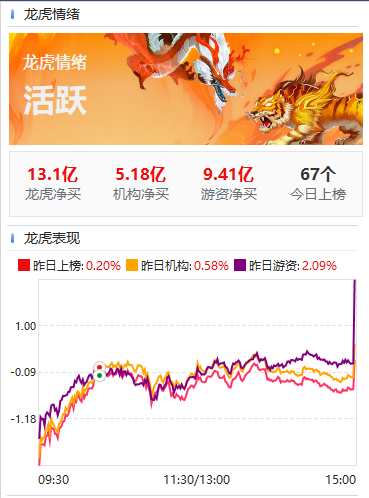 龙虎情绪
龙虎情绪
活跃
13.1亿 5.18亿 9.41亿 67个
龙虎净买 机构净买 游资净买 今日上榜
龙虎表现
昨日上榜: 0.20% 昨日机构: 0.58% 昨日游资: 2.09%
1.00
-0.09
-1.18
09:30 11:30/13:00 15:00